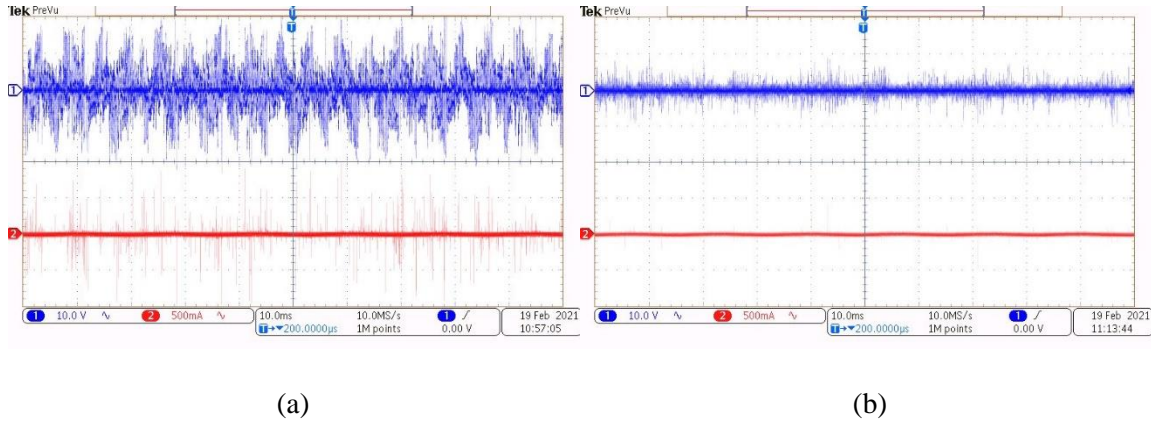 Tek PreVu
T
T
1
2
1 10.0 V ∿ 2 500mA ∿ 10.0ms 10.0MS/s 1 ∫ 19 Feb 2021
T→▼200.0000µs 1M points 0.00 V 10:57:05
Tek PreVu
T
T
1
2
1 10.0 V ∿ 2 500mA ∿ 10.0ms 10.0MS/s 1 ∫ 19 Feb 2021
T→▼200.0000µs 1M points 0.00 V 11:13:44
(a) (b)